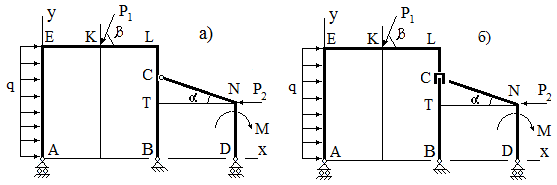 y
P1
E K β L а)
q
C
N
T α P2
M
A B D x
y
P1
E K β L б)
q
C
N
T α P2
M
A B D x